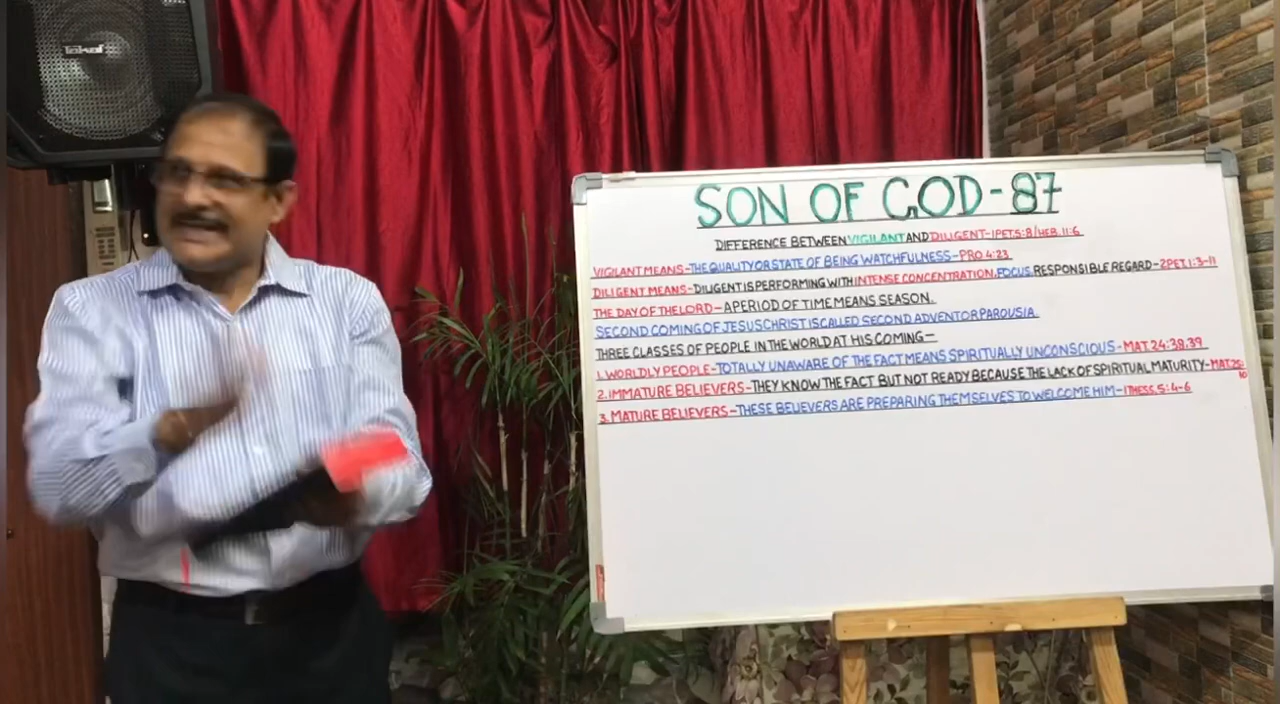 SON OF GOD-87
DIFFERENCE BETWEEN VIGILANT AND DILIGENT-1PET.5:8/HEB.11:6
VIGILANT MEANS-THE QUALITY OR STATE OF BEING WATCHFULNESS-PRO.4:23
DILIGENT MEANS-DILIGENT IS PERFORMING WITH INTENSE CONCENTRATION, FOCUS, RESPONSIBLE REGARD-2PET.1:3-11
THE DAY OF THE LORD-A PERIOD OF TIME MEANS SEASON.
SECOND COMING OF JESUS CHRIST IS CALLED SECOND ADVENT OR PAROUSIA.
THREE CLASSES OF PEOPLE IN THE WORLD AT HIS COMING-
1.WORLDLY PEOPLE-TOTALLY UNAWARE OF THE FACT MEANS SPIRITUALLY UNCONSCIOUS-MAT.24:38,39
2.IMMATURE BELIEVERS-THEY KNOW THE FACT BUT NOT READY BECAUSE THE LACK OF SPIRITUAL MATURITY-MAT.25:10
3.MATURE BELIEVERS-THESE BELIEVERS ARE PREPARING THEMSELVES TO WELCOME HIM-1THESS.5:4-6